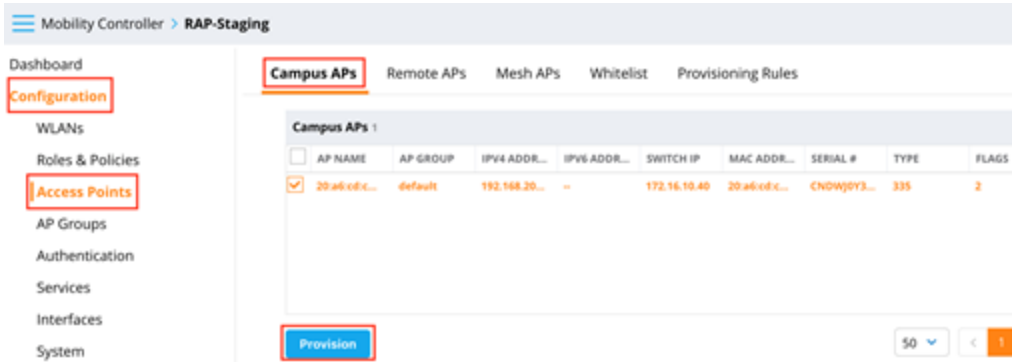 Mobility Controller > RAP-Staging
Dashboard
Configuration
WLANs
Roles & Policies
Access Points
AP Groups
Authentication
Services
Interfaces
System
Campus APs Remote APs Mesh APs Whitelist Provisioning Rules
Campus APs 1
AP NAME AP GROUP IPV4 ADDR... IPV6 ADDR... SWITCH IP MAC ADDR... SERIAL # TYPE FLAGS
20:a6:cd:c... default 192.168.20... -- 172.16.10.40 20:a6:cd:c... CNDWJ0Y3... 335 2
Provision
50 < 1